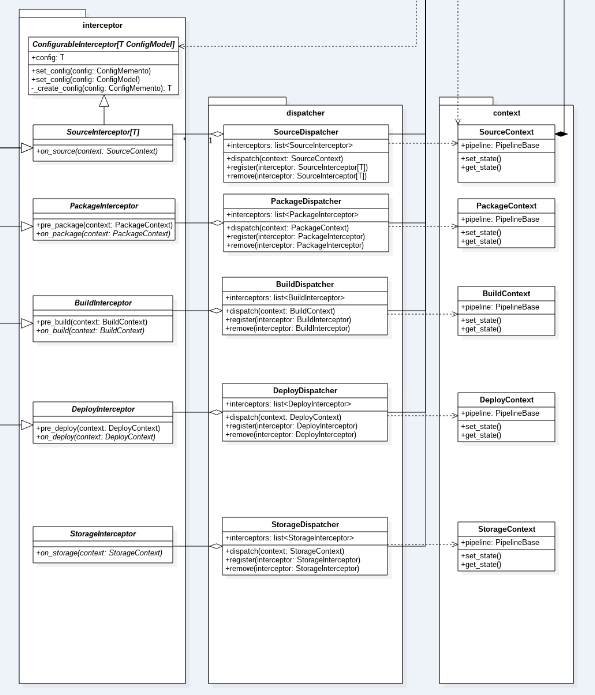 interceptor
ConfigurableInterceptor[T ConfigModel]
+config: T
+set_config(config: ConfigMemento)
+set_config(config: ConfigModel)
-_create_config(config: ConfigMemento): T
SourceInterceptor[T]
+on_source(context: SourceContext)
PackageInterceptor
+pre_package(context: PackageContext)
+on_package(context: PackageContext)
BuildInterceptor
+pre_build(context: BuildContext)
+on_build(context: BuildContext)
DeployInterceptor
+pre_deploy(context: DeployContext)
+on_deploy(context: DeployContext)
StorageInterceptor
+on_storage(context: StorageContext)
*
1
dispatcher
SourceDispatcher
+interceptors: list<SourceInterceptor>
+dispatch(context: SourceContext)
+register(interceptor: SourceInterceptor[T])
+remove(interceptor: SourceInterceptor[T])
PackageDispatcher
+interceptors: list<PackageInterceptor>
+dispatch(context: PackageContext)
+register(interceptor: PackageInterceptor)
+remove(interceptor: PackageInterceptor)
BuildDispatcher
+interceptors: list<BuildInterceptor>
+dispatch(context: BuildContext)
+register(interceptor: BuildInterceptor)
+remove(interceptor: BuildInterceptor)
DeployDispatcher
+interceptors: list<DeployInterceptor>
+dispatch(context: DeployContext)
+register(interceptor: DeployInterceptor)
+remove(interceptor: DeployInterceptor)
StorageDispatcher
+interceptors: list<StorageInterceptor>
+dispatch(context: StorageContext)
+register(interceptor: StorageInterceptor)
+remove(interceptor: StorageInterceptor)
context
SourceContext
+pipeline: PipelineBase
+set_state()
+get_state()
PackageContext
+pipeline: PipelineBase
+set_state()
+get_state()
BuildContext
+pipeline: PipelineBase
+set_state()
+get_state()
DeployContext
+pipeline: PipelineBase
+set_state()
+get_state()
StorageContext
+pipeline: PipelineBase
+set_state()
+get_state()